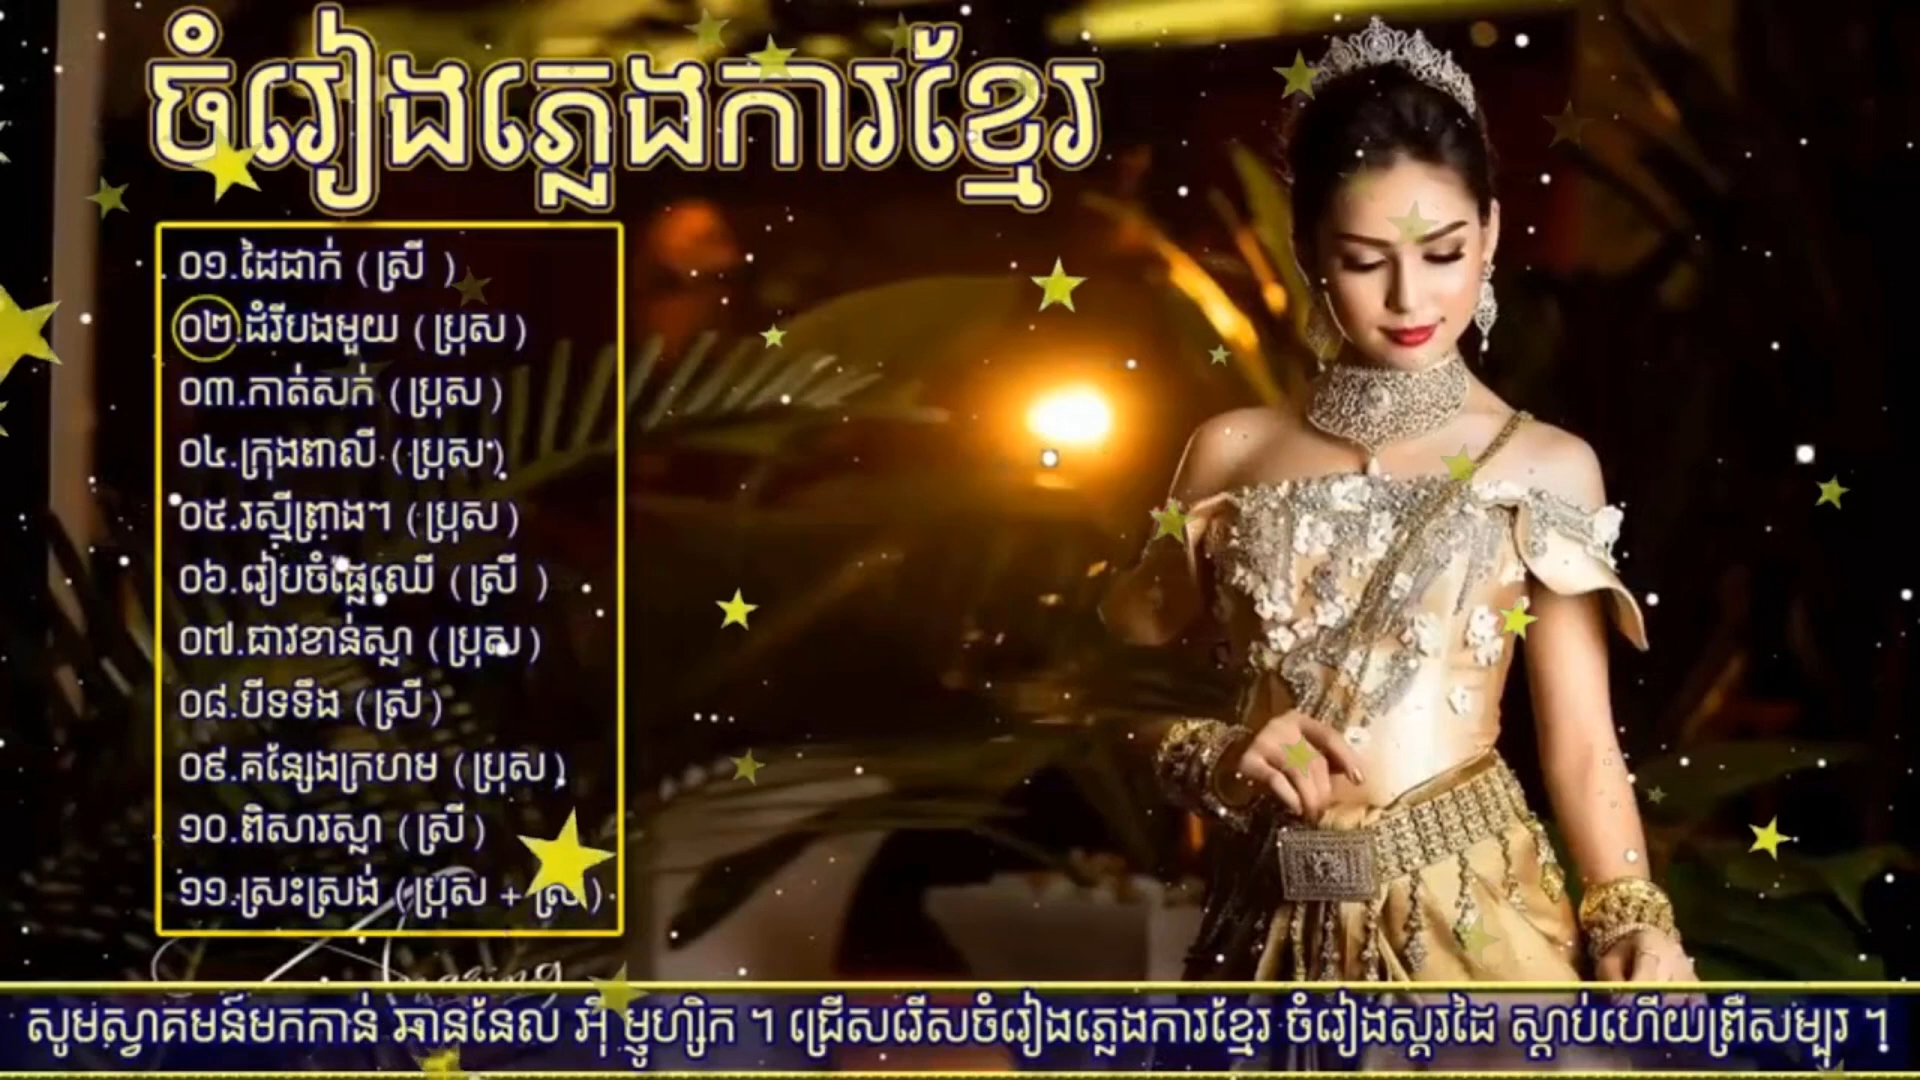 ចំរៀងភ្លេងការខ្មែរ
០១.ដៃដាក់ (ស្រី )
០២.ដំរីបងមួយ (ប្រុស)
០៣.កាត់សក់ (ប្រុស)
០៤.ក្រុងពាលី (ប្រុស)
០៥.រស្មីព្រាងៗ (ប្រុស)
០៦.រៀបចំផ្លែឈើ (ស្រី )
០៧.ជាវខាន់ស្លា (ប្រុស)
០៨.បីទទឹង (ស្រី)
០៩.គន្សែងក្រហម (ប្រុស)
១០.ពិសារស្លា (ស្រី)
១១.ស្រះស្រង់ (ប្រុស + ស្រី)
សូមស្វាគមន៍មកកាន់ ឆានែល អ៊ី ម្ញូហ្សិក ។ ជ្រើសរើសចំរៀងភ្លេងការខ្មែរ ចំរៀងស្គរដៃ ស្តាប់ហើយព្រឺសម្បុរ ។